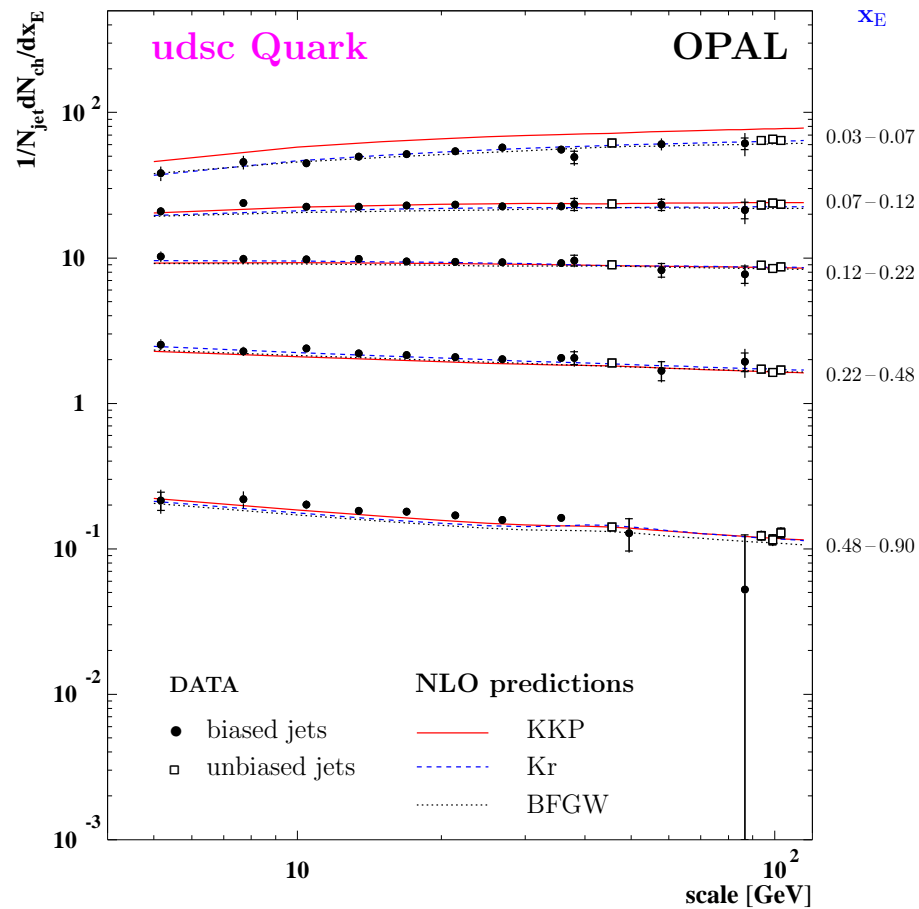 udsc Quark OPAL
x_E
1/N_jet dN_ch/dx_E
10^2
10
1
10^-1
10^-2
10^-3
0.03−0.07
0.07−0.12
0.12−0.22
0.22−0.48
0.48−0.90
DATA
biased jets
unbiased jets
NLO predictions
KKP
Kr
BFGW
10
10^2
scale [GeV]